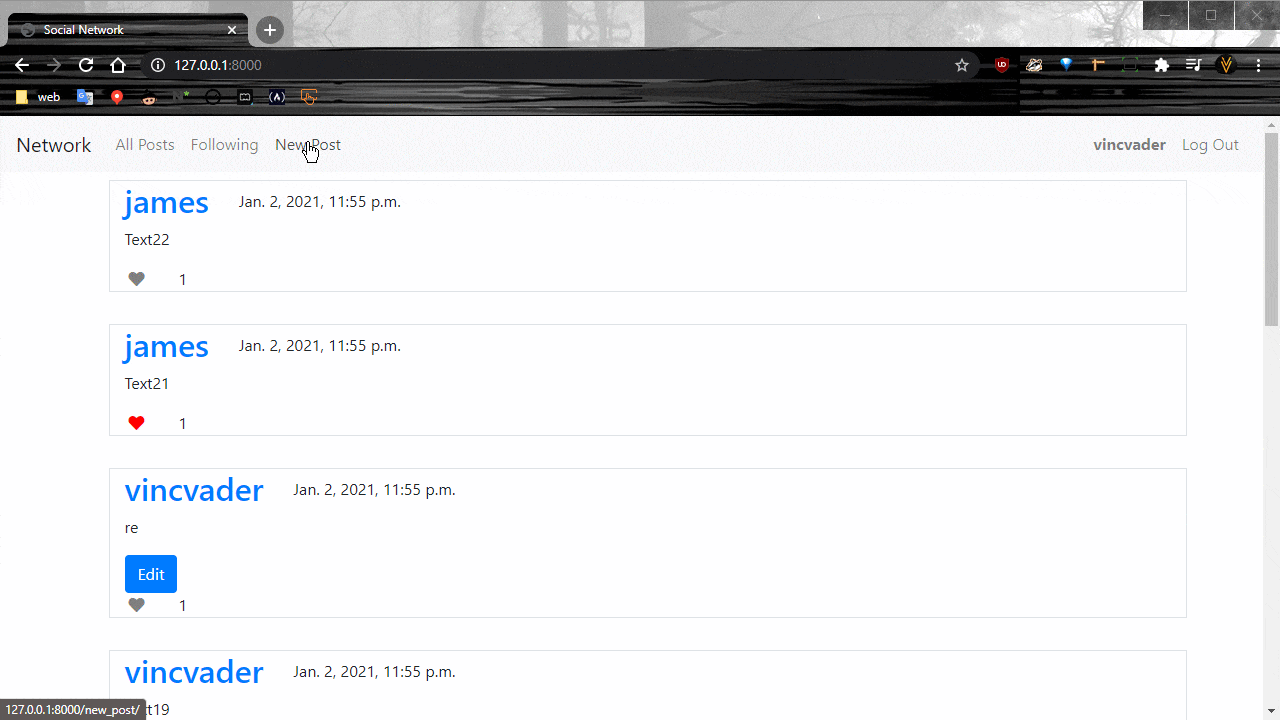 Social Network
127.0.0.1:8000
web
Network All Posts Following New Post vincvader Log Out
james Jan. 2, 2021, 11:55 p.m.
Text22
1
james Jan. 2, 2021, 11:55 p.m.
Text21
1
vincvader Jan. 2, 2021, 11:55 p.m.
re
Edit
1
vincvader Jan. 2, 2021, 11:55 p.m.
127.0.0.1:8000/new_post/ xt19